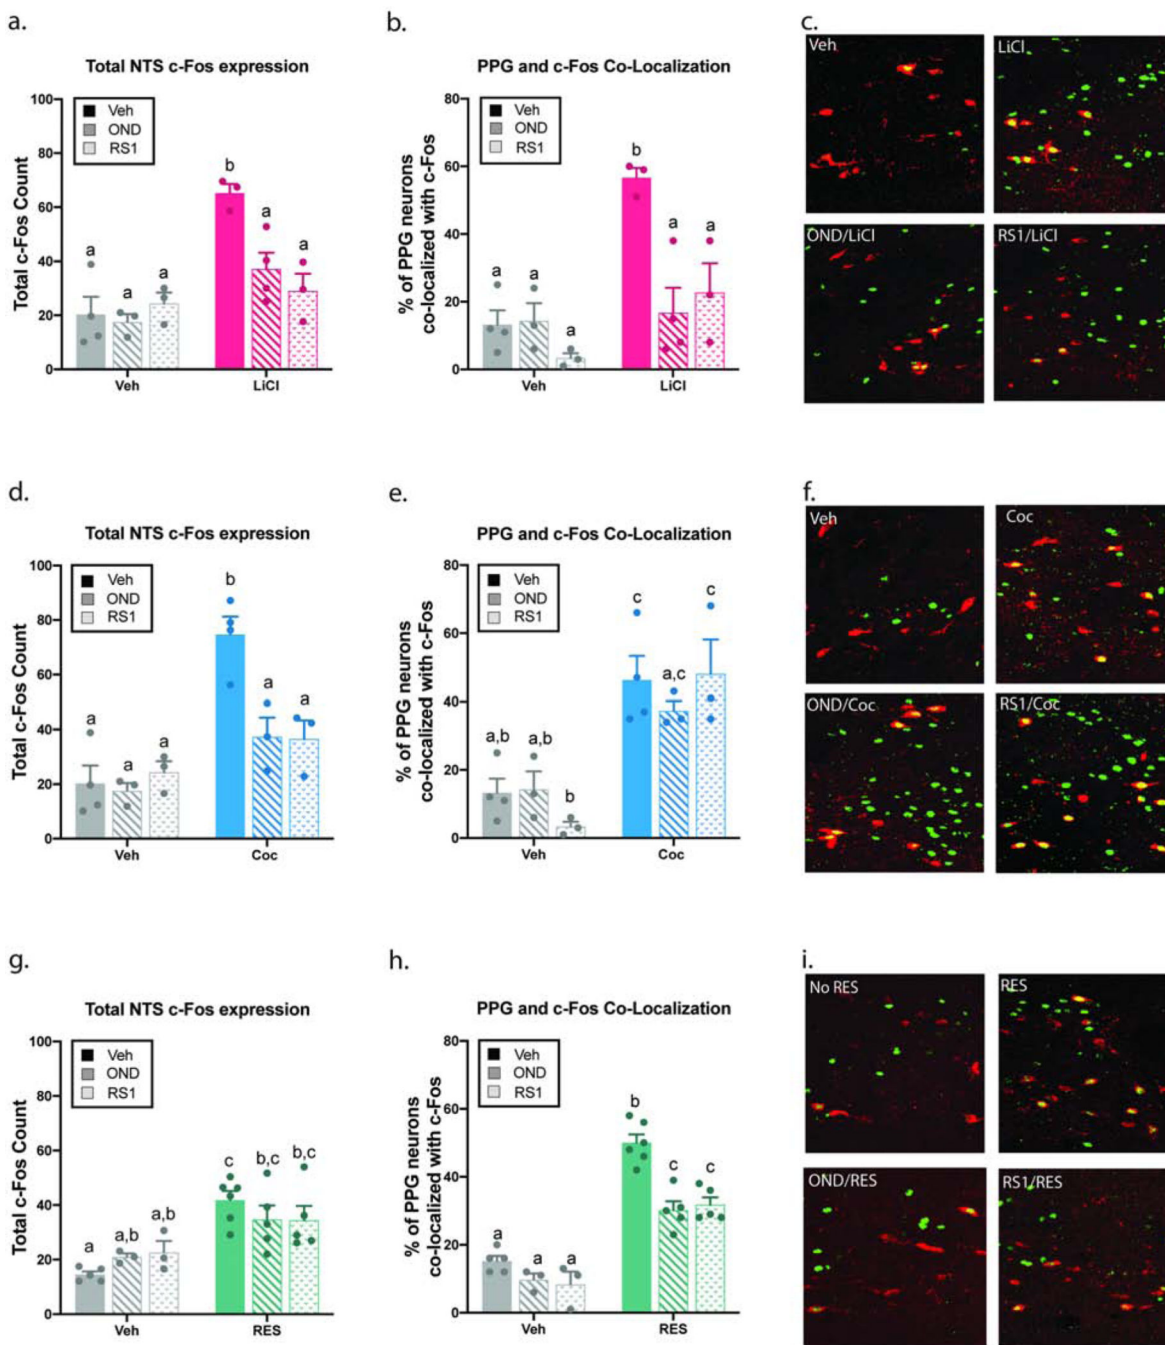 a.
Total NTS c-Fos expression
Total c-Fos Count
100
80
60
40
20
0
Veh
OND
RS1
a
a
a
b
a
a
Veh
LiCl
b.
PPG and c-Fos Co-Localization
% of PPG neurons
co-localized with c-Fos
80
60
40
20
0
Veh
OND
RS1
a
a
a
b
a
a
Veh
LiCl
c.
Veh
LiCl
OND/LiCl
RS1/LiCl
d.
Total NTS c-Fos expression
Total c-Fos Count
100
80
60
40
20
0
Veh
OND
RS1
a
a
a
b
a
a
Veh
Coc
e.
PPG and c-Fos Co-Localization
% of PPG neurons
co-localized with c-Fos
80
60
40
20
0
Veh
OND
RS1
a,b
a,b
b
c
a,c
c
Veh
Coc
f.
Veh
Coc
OND/Coc
RS1/Coc
g.
Total NTS c-Fos expression
Total c-Fos Count
100
80
60
40
20
0
Veh
OND
RS1
a
a,b
a,b
c
b,c
b,c
Veh
RES
h.
PPG and c-Fos Co-Localization
% of PPG neurons
co-localized with c-Fos
80
60
40
20
0
Veh
OND
RS1
a
a
a
b
c
c
Veh
RES
i.
No RES
RES
OND/RES
RS1/RES